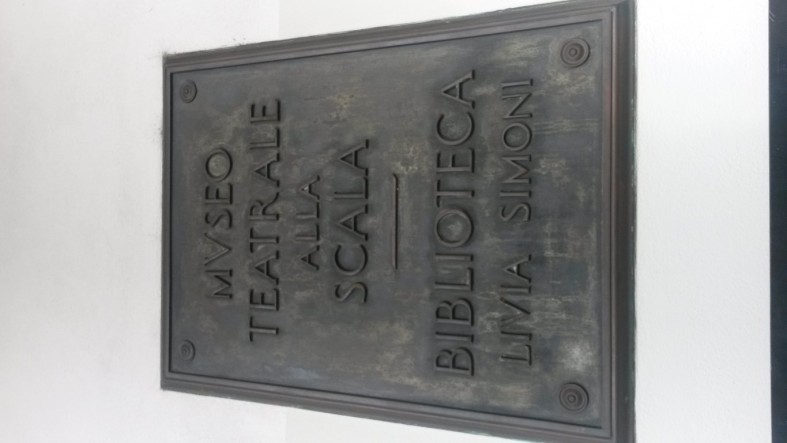 MVSEO
TEATRALE
ALLA
SCALA
BIBLIOTECA
LIVIA SIMONI